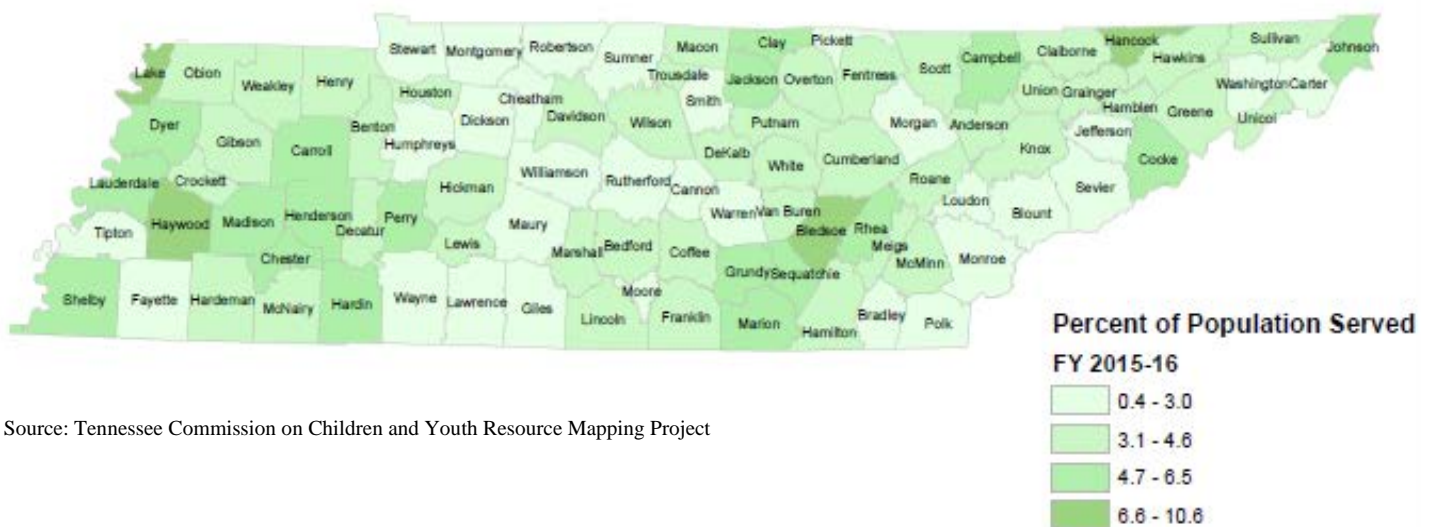 Stewart Montgomery Robertson Sumner Macon Clay Pickett Scott Campbell Claiborne Hancock Hawkins Sullivan Johnson
Lake Obion Weakley Henry Houston Trousdale Jackson Overton Fentress Union Grainger Washington Carter
Cheatham Smith Hamblen Greene Unicoi
Dyer Gibson Carroll Benton Humphreys Dickson Davidson Wilson Putnam Morgan Anderson Jefferson
DeKalb White Cumberland Knox Cocke
Lauderdale Crockett Hickman Williamson Rutherford Cannon Roane Loudon Sevier
Tipton Haywood Madison Henderson Decatur Perry Maury Warren Van Buren Bledsoe Rhea Blount
Chester Lewis Marshall Bedford Coffee Meigs McMinn Monroe
Grundy Sequatchie
Shelby Fayette Hardeman McNairy Hardin Wayne Lawrence Giles Moore
Lincoln Franklin Marion Hamilton Bradley Polk
Percent of Population Served
FY 2015-16
0.4 - 3.0
3.1 - 4.6
4.7 - 6.5
6.6 - 10.6
Source: Tennessee Commission on Children and Youth Resource Mapping Project